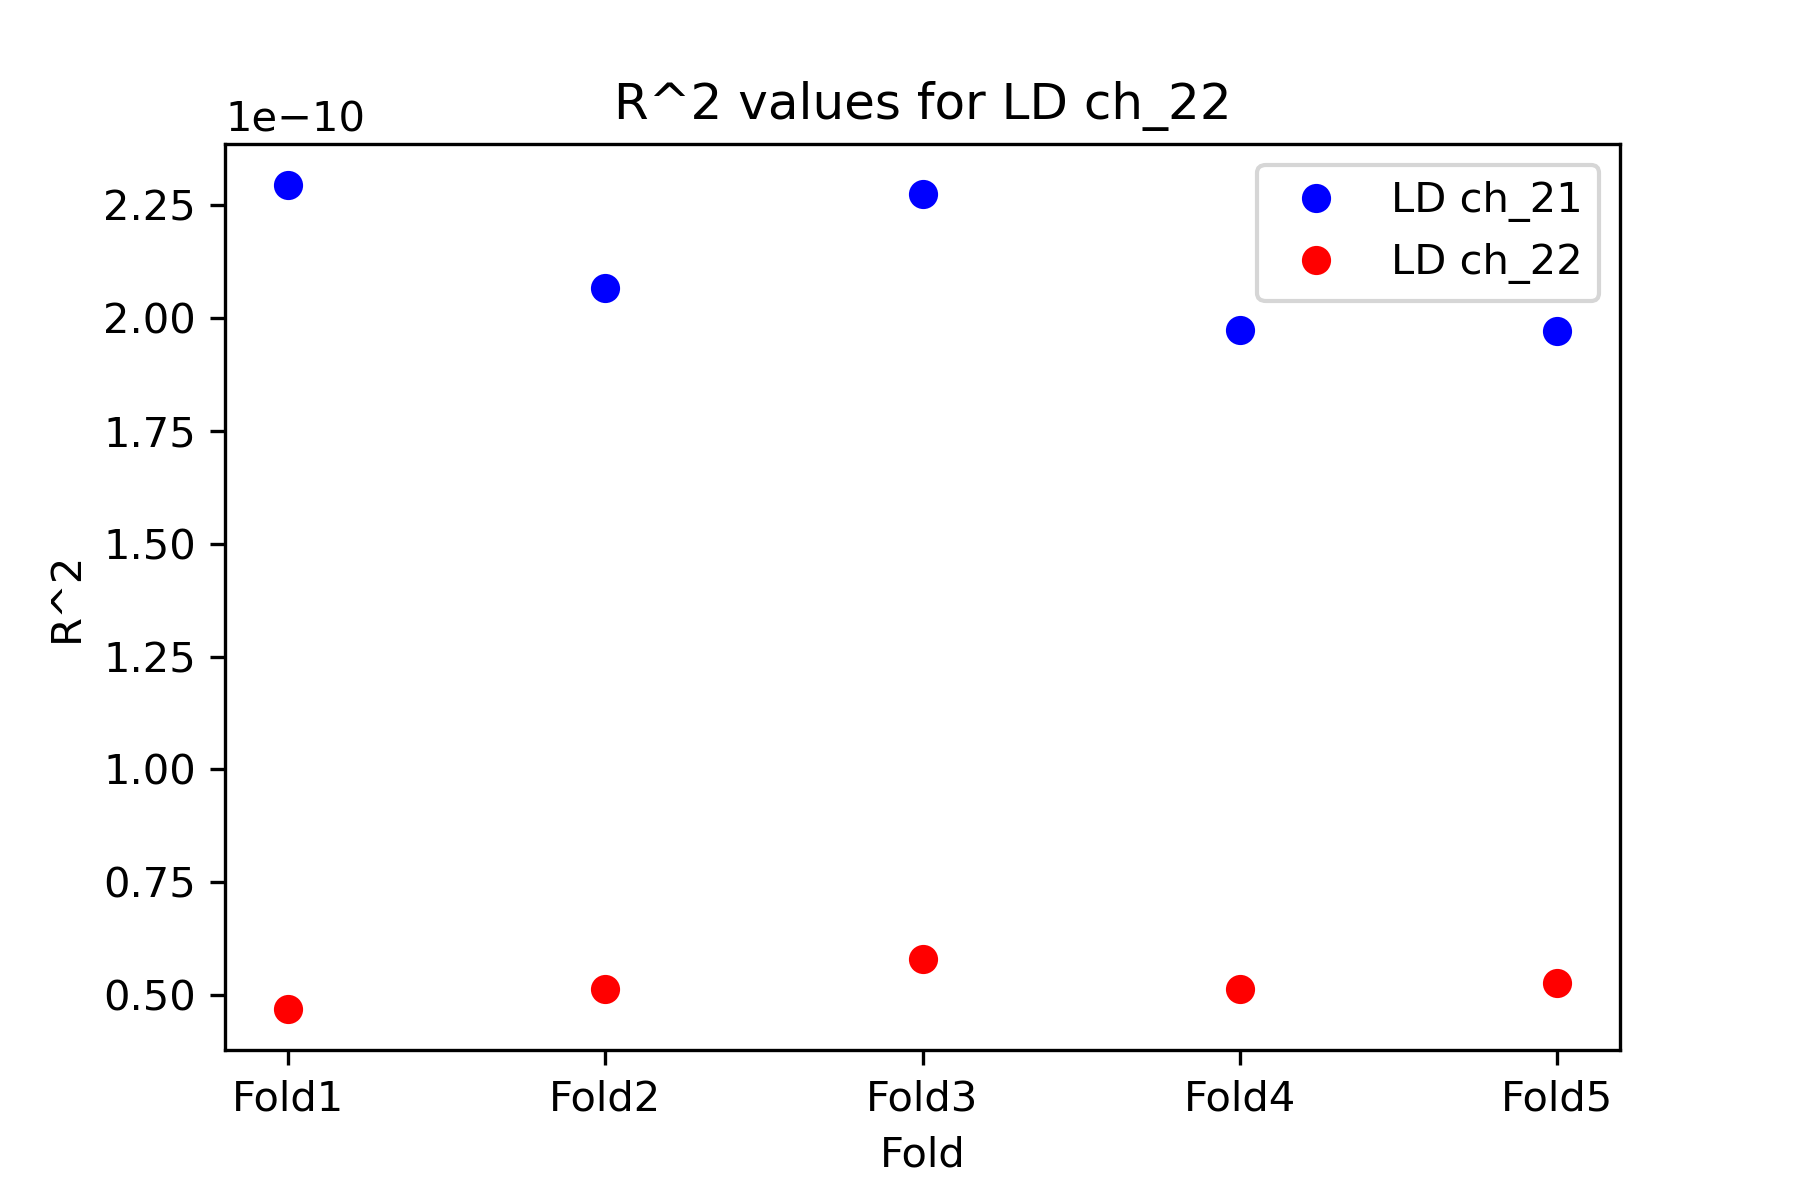 R^2 values for LD ch_22
1e−10
LD ch_21
LD ch_22
2.25
2.00
1.75
1.50
1.25
1.00
0.75
0.50
R^2
Fold1 Fold2 Fold3 Fold4 Fold5
Fold